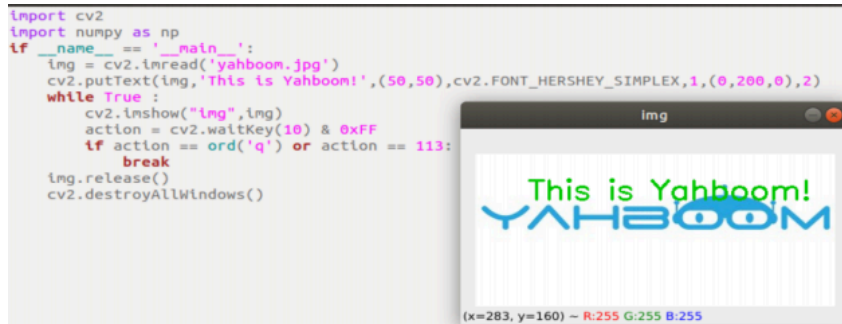 import cv2
import numpy as np
if __name__ == '__main__':
    img = cv2.imread('yahboom.jpg')
    cv2.putText(img,'This is Yahboom!',(50,50),cv2.FONT_HERSHEY_SIMPLEX,1,(0,200,0),2)
    while True :
        cv2.imshow("img",img)
        action = cv2.waitKey(10) & 0xFF
        if action == ord('q') or action == 113:
            break
    img.release()
    cv2.destroyAllWindows()
img
This is Yahboom!
YAHBOOM
(x=283, y=160) ~ R:255 G:255 B:255